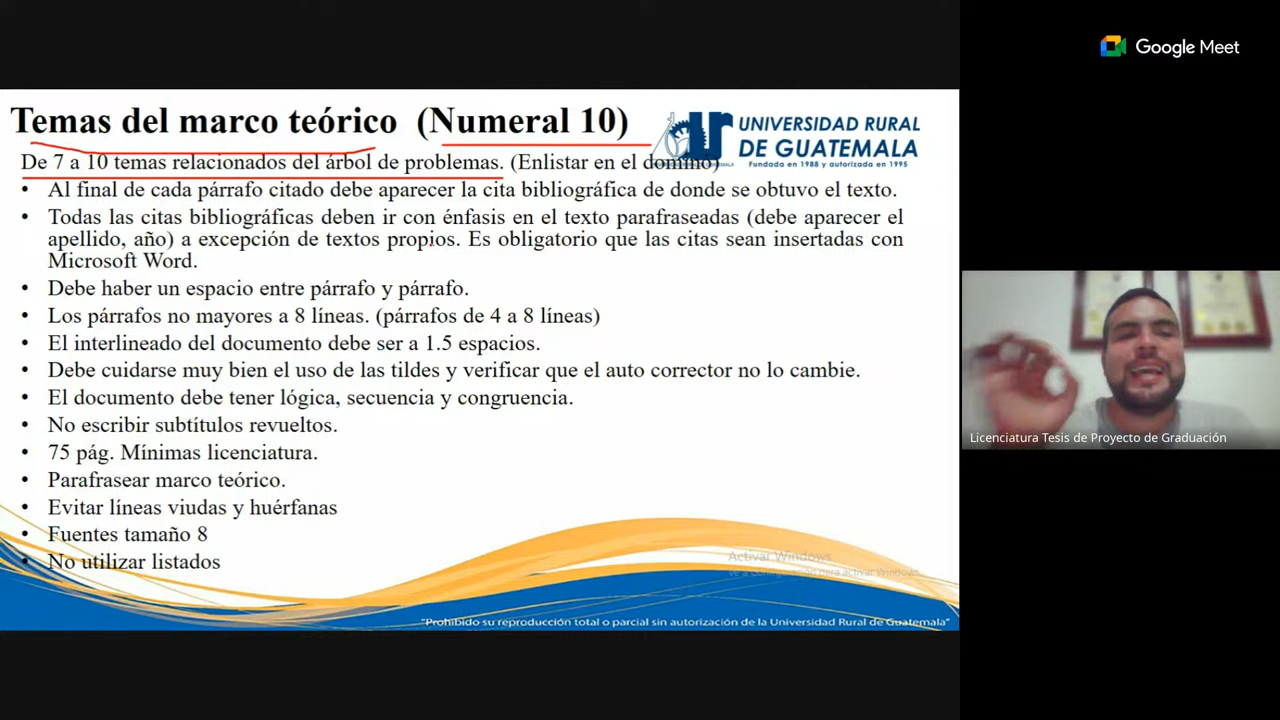 Google Meet
Temas del marco teórico (Numeral 10)
UNIVERSIDAD RURAL
DE GUATEMALA
Fundada en 1988 y autorizada en 1995
De 7 a 10 temas relacionados del árbol de problemas. (Enlistar en el dominó)
• Al final de cada párrafo citado debe aparecer la cita bibliográfica de donde se obtuvo el texto.
• Todas las citas bibliográficas deben ir con énfasis en el texto parafraseadas (debe aparecer el
apellido, año) a excepción de textos propios. Es obligatorio que las citas sean insertadas con
Microsoft Word.
• Debe haber un espacio entre párrafo y párrafo.
• Los párrafos no mayores a 8 líneas. (párrafos de 4 a 8 líneas)
• El interlineado del documento debe ser a 1.5 espacios.
• Debe cuidarse muy bien el uso de las tildes y verificar que el auto corrector no lo cambie.
• El documento debe tener lógica, secuencia y congruencia.
• No escribir subtítulos revueltos.
• 75 pág. Mínimas licenciatura.
• Parafrasear marco teórico.
• Evitar líneas viudas y huérfanas
• Fuentes tamaño 8
• No utilizar listados
Activar Windows
Ve a Configuración para activar Windows.
"Prohibido su reproducción total o parcial sin autorización de la Universidad Rural de Guatemala"
Licenciatura Tesis de Proyecto de Graduación